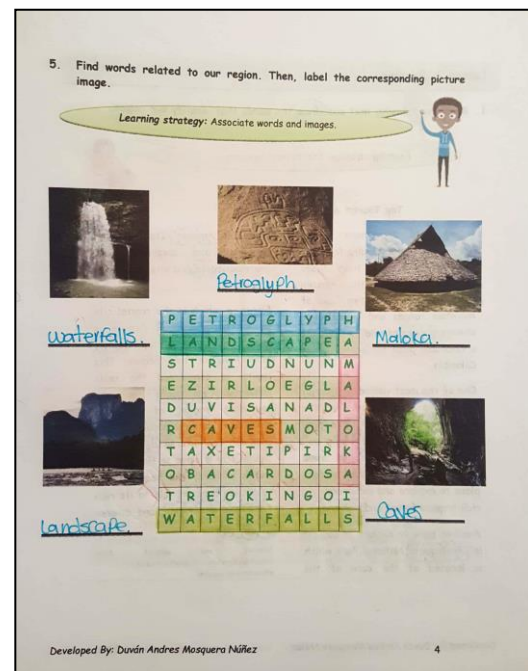 5. Find words related to our region. Then, label the corresponding picture
image.
Learning strategy: Associate words and images.
Petroglyph.
waterfalls.
Maloka.
P E T R O G L Y P H
L A N D S C A P E A
S T R I U D N U N M
E Z I R L O E G L A
D U V I S A N A D L
R C A V E S M O T O
T A X E T I P I R K
O B A C A R D O S A
T R E O K I N G O I
W A T E R F A L L S
Landscape.
Caves
Developed By: Duván Andres Mosquera Núñez 4